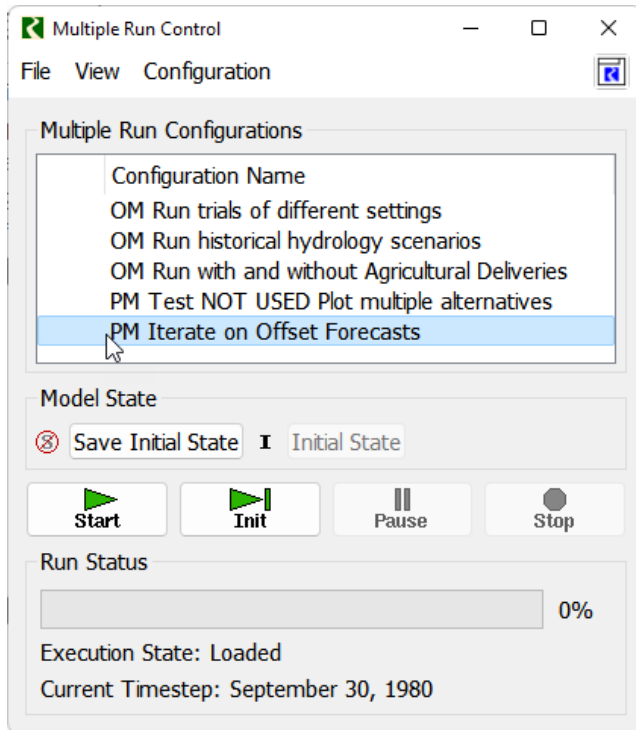 Multiple Run Control
File View Configuration
Multiple Run Configurations
Configuration Name
OM Run trials of different settings
OM Run historical hydrology scenarios
OM Run with and without Agricultural Deliveries
PM Test NOT USED Plot multiple alternatives
PM Iterate on Offset Forecasts
Model State
S Save Initial State I Initial State
Start Init Pause Stop
Run Status
0%
Execution State: Loaded
Current Timestep: September 30, 1980